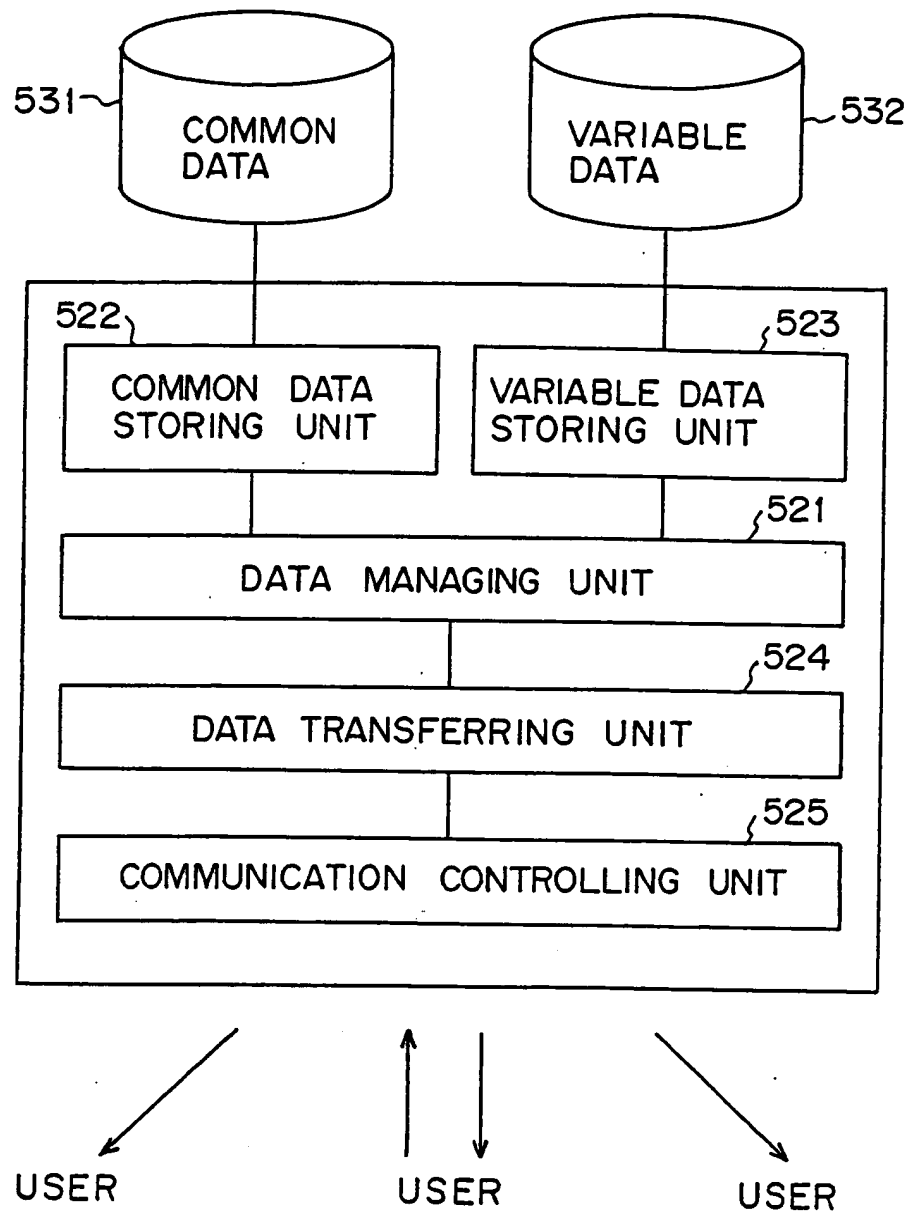 531
COMMON
DATA
VARIABLE
DATA
532
522
COMMON DATA
STORING UNIT
523
VARIABLE DATA
STORING UNIT
521
DATA MANAGING UNIT
524
DATA TRANSFERRING UNIT
525
COMMUNICATION CONTROLLING UNIT
USER
USER
USER